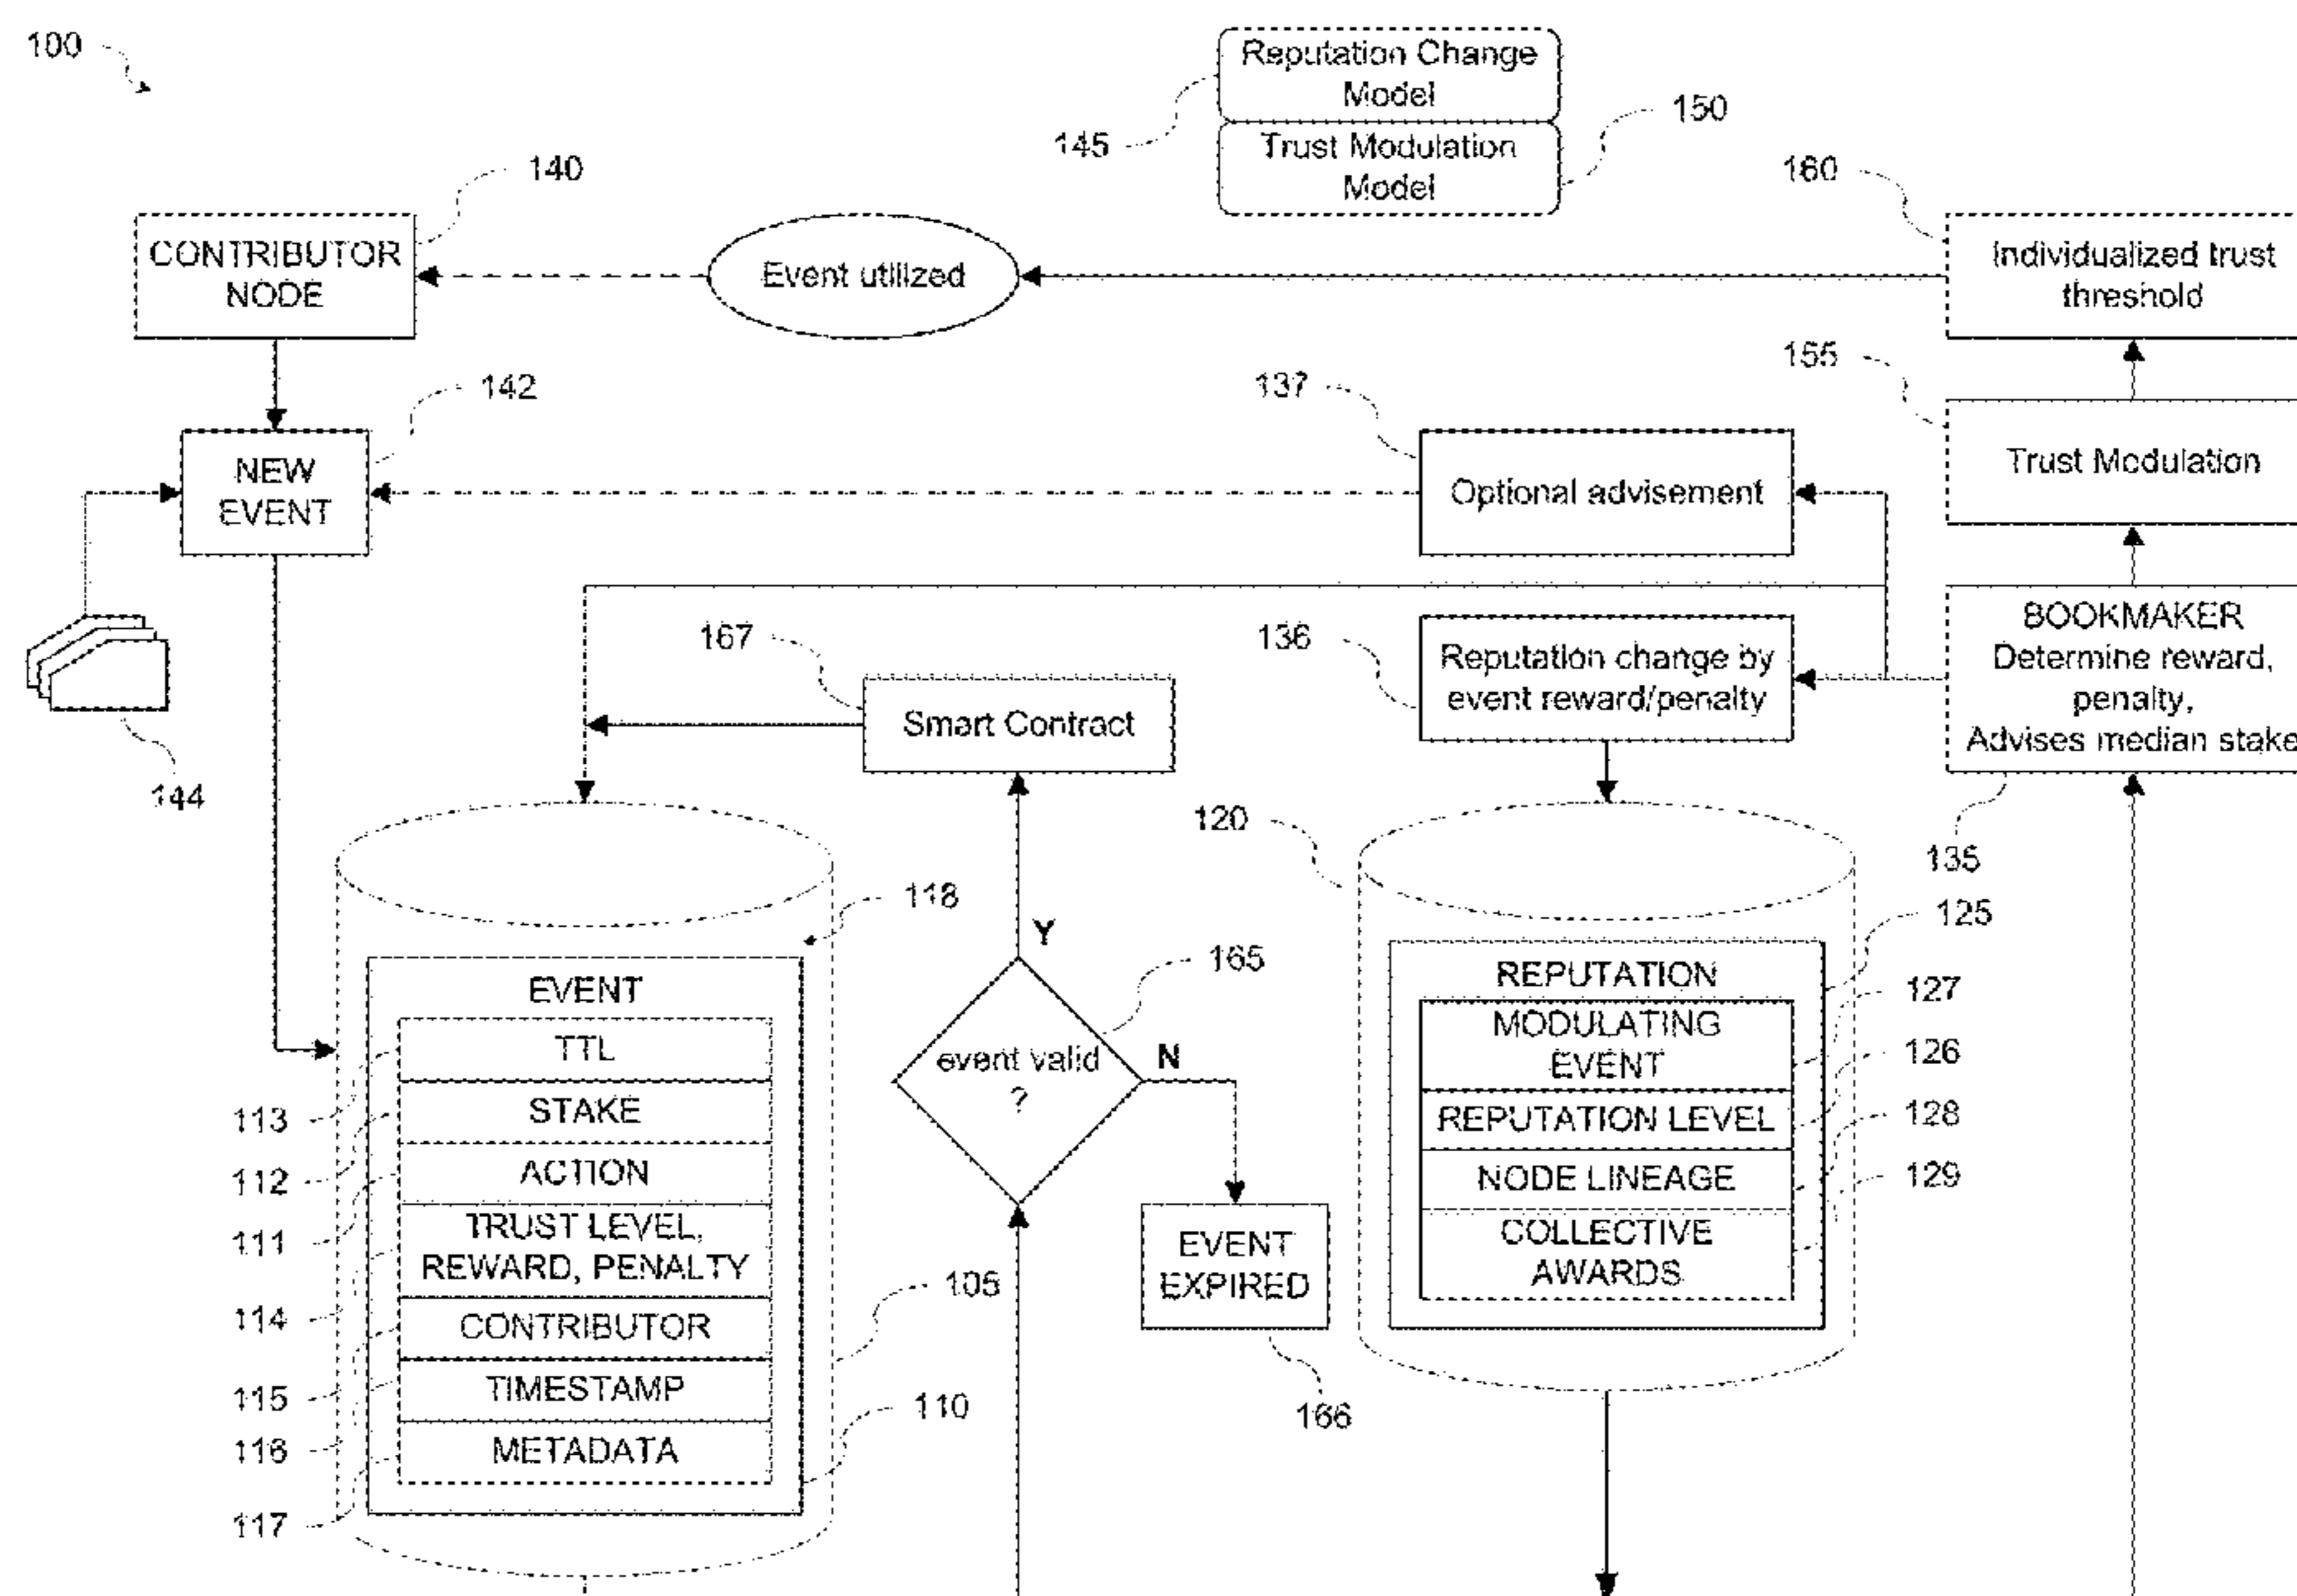 100
Reputation Change
Model
145
150
Trust Modulation
Model
140
160
CONTRIBUTOR
NODE
Event utilized
Individualized trust
threshold
142
137
155
NEW
EVENT
Optional advisement
Trust Modulation
144
167
136
Smart Contract
Reputation change by
event reward/penalty
BOOKMAKER
Determine reward,
penalty,
Advises median stake
135
120
118
Y
165
event valid
?
N
EVENT
EXPIRED
166
EVENT
TTL
STAKE
ACTION
TRUST LEVEL,
REWARD, PENALTY
CONTRIBUTOR
TIMESTAMP
METADATA
113
112
111
114
115
116
117
105
110
125
127
126
128
129
REPUTATION
MODULATING
EVENT
REPUTATION LEVEL
NODE LINEAGE
COLLECTIVE
AWARDS